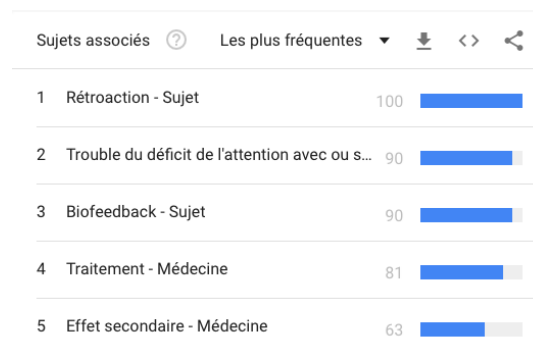 Sujets associés ? Les plus fréquentes
1 Rétroaction - Sujet 100
2 Trouble du déficit de l'attention avec ou s... 90
3 Biofeedback - Sujet 90
4 Traitement - Médecine 81
5 Effet secondaire - Médecine 63